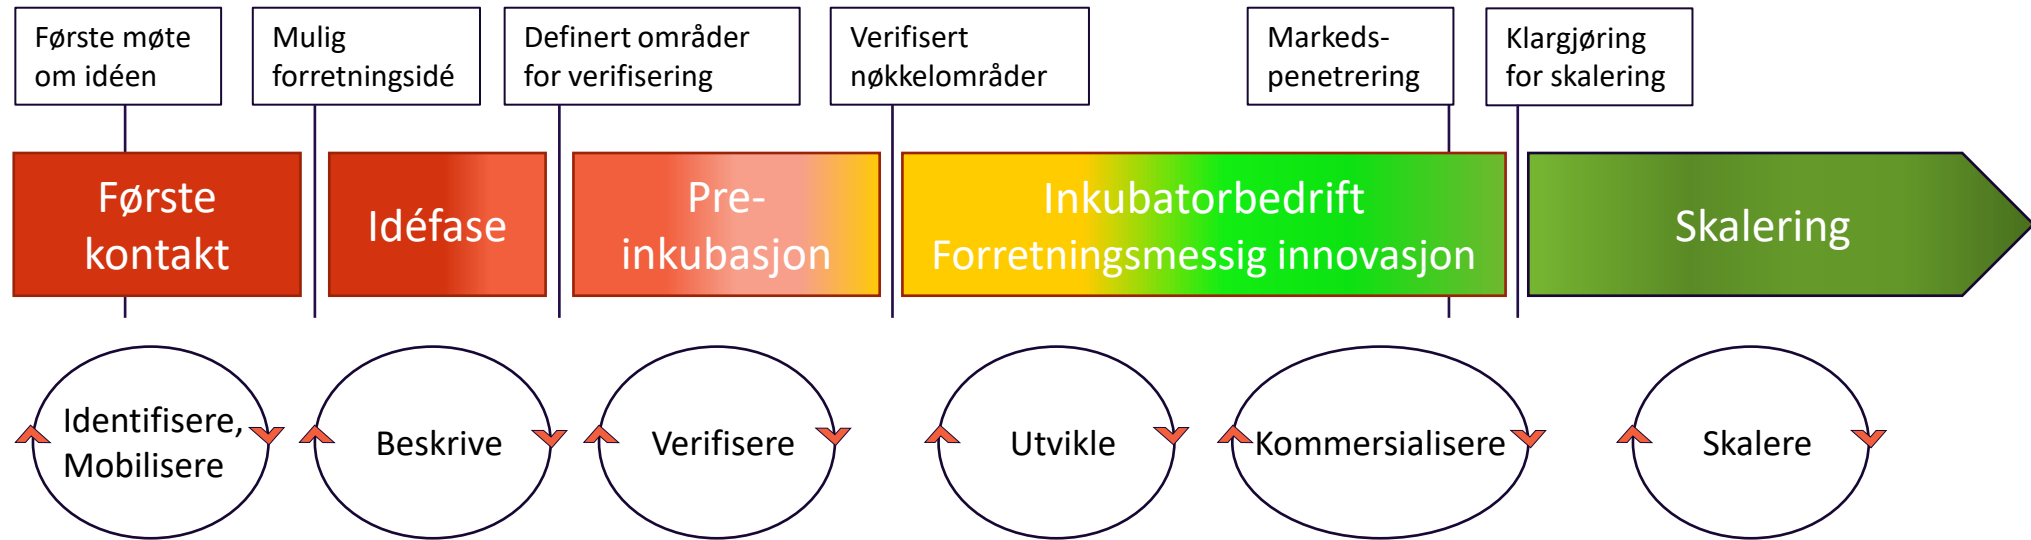 Første møte
om idéen
Mulig
forretningsidé
Definert områder
for verifisering
Verifisert
nøkkelområder
Markeds-
penetrering
Klargjøring
for skalering
Første
kontakt
Idéfase
Pre-
inkubasjon
Inkubatorbedrift
Forretningsmessig innovasjon
Skalering
Identifisere,
Mobilisere
Beskrive
Verifisere
Utvikle
Kommersialisere
Skalere